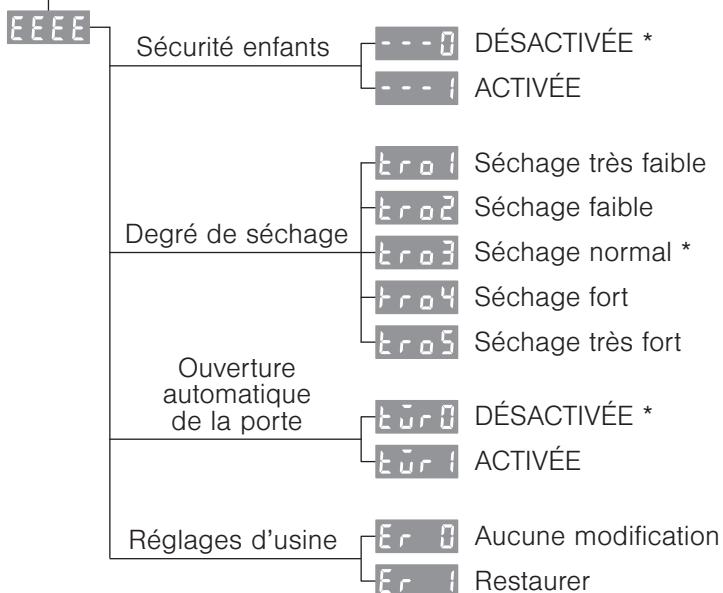 EEEE
Sécurité enfants
---0 DÉSACTIVÉE *
---1 ACTIVÉE
Degré de séchage
tro1 Séchage très faible
tro2 Séchage faible
tro3 Séchage normal *
tro4 Séchage fort
tro5 Séchage très fort
Ouverture
automatique
de la porte
tür0 DÉSACTIVÉE *
tür1 ACTIVÉE
Réglages d'usine
Er 0 Aucune modification
Er 1 Restaurer